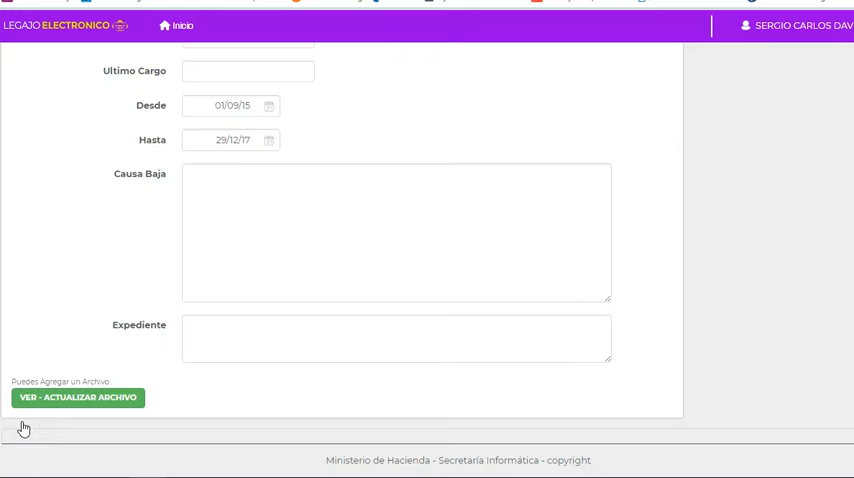 LEGAJO ELECTRONICO Inicio SERGIO CARLOS DAV
Ultimo Cargo
Desde 01/09/15
Hasta 29/12/17
Causa Baja
Expediente
Puedes Agregar un Archivo:
VER - ACTUALIZAR ARCHIVO
Ministerio de Hacienda - Secretaría Informática - copyright